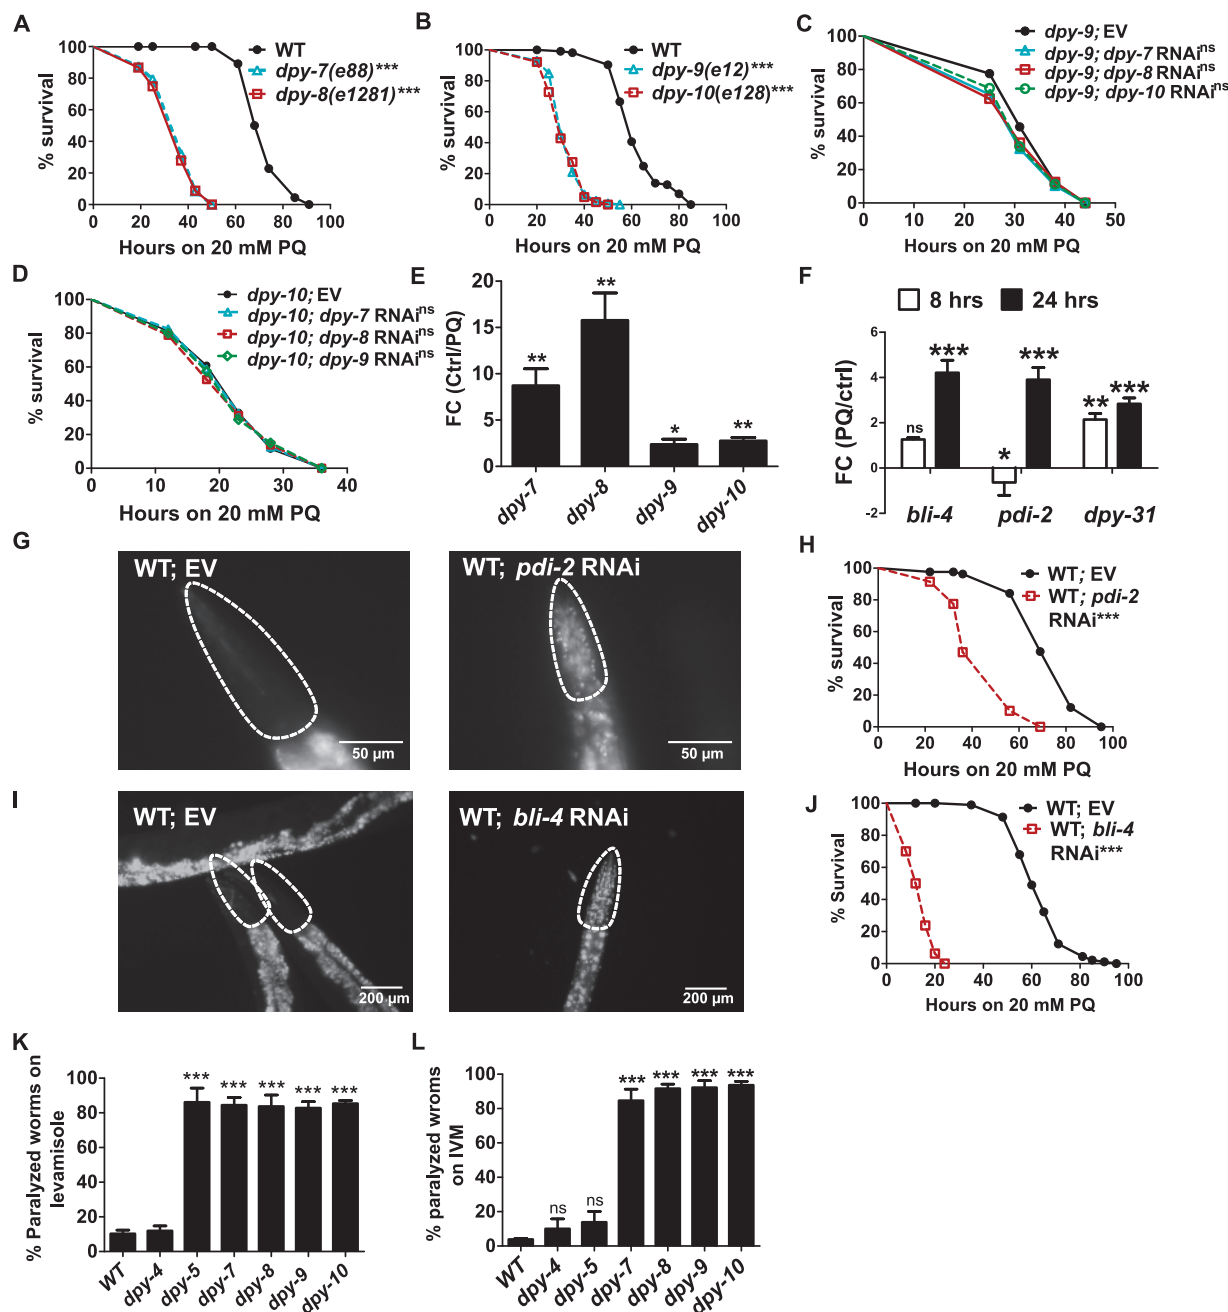 A
WT
dpy-7(e88)***
dpy-8(e1281)***
% survival
100
80
60
40
20
0
0 20 40 60 80 100
Hours on 20 mM PQ
B
WT
dpy-9(e12)***
dpy-10(e128)***
% survival
100
80
60
40
20
0
0 20 40 60 80 100
Hours on 20 mM PQ
C
dpy-9; EV
dpy-9; dpy-7 RNAi ns
dpy-9; dpy-8 RNAi ns
dpy-9; dpy-10 RNAi ns
% survival
100
80
60
40
20
0
0 10 20 30 40 50
Hours on 20 mM PQ
D
dpy-10; EV
dpy-10; dpy-7 RNAi ns
dpy-10; dpy-8 RNAi ns
dpy-10; dpy-9 RNAi ns
% survival
100
80
60
40
20
0
0 10 20 30 40
Hours on 20 mM PQ
E
FC (Ctrl/PQ)
20
15
10
5
0
** ** * **
dpy-7 dpy-8 dpy-9 dpy-10
F
8 hrs 24 hrs
FC (PQ/ctrl)
6
4
2
0
-2
ns *** * *** ** ***
bli-4 pdi-2 dpy-31
G
WT; EV
50 µm
WT; pdi-2 RNAi
50 µm
H
WT; EV
WT; pdi-2
RNAi***
% survival
100
80
60
40
20
0
0 20 40 60 80 100
Hours on 20 mM PQ
I
WT; EV
200 µm
WT; bli-4 RNAi
200 µm
J
WT; EV
WT; bli-4
RNAi***
% Survival
100
80
60
40
20
0
0 20 40 60 80 100
Hours on 20 mM PQ
K
% Paralyzed worms on
levamisole
100
80
60
40
20
0
*** *** *** *** ***
WT dpy-4 dpy-5 dpy-7 dpy-8 dpy-9 dpy-10
L
% paralyzed wroms
on IVM
100
80
60
40
20
0
ns ns *** *** *** ***
WT dpy-4 dpy-5 dpy-7 dpy-8 dpy-9 dpy-10